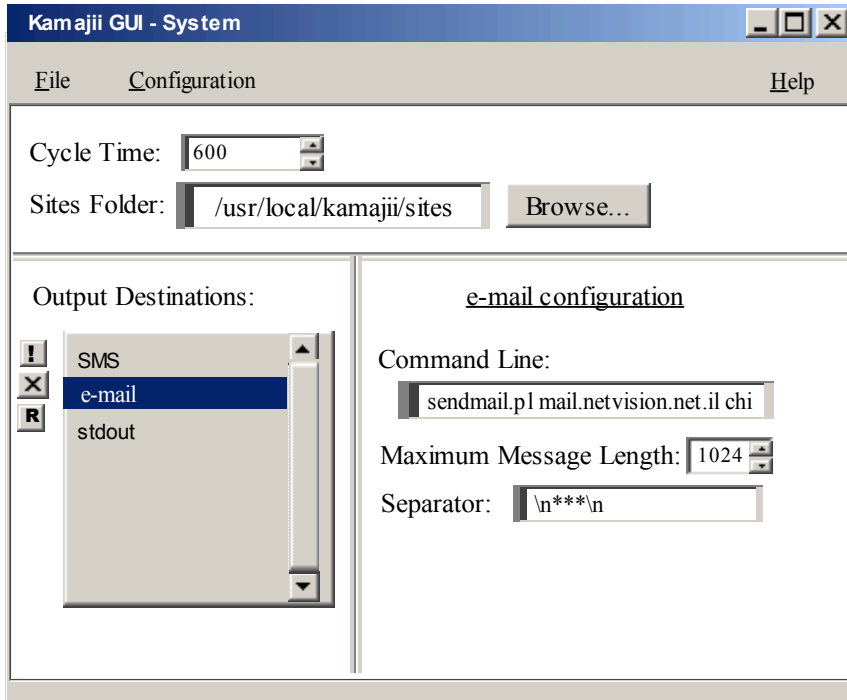 Kamajii GUI - System
File Configuration Help
Cycle Time: 600
Sites Folder: /usr/local/kamajii/sites Browse...
Output Destinations:
!
X
R
SMS
e-mail
stdout
e-mail configuration
Command Line:
sendmail.pl mail.netvision.net.il chi
Maximum Message Length: 1024
Separator: \n***\n